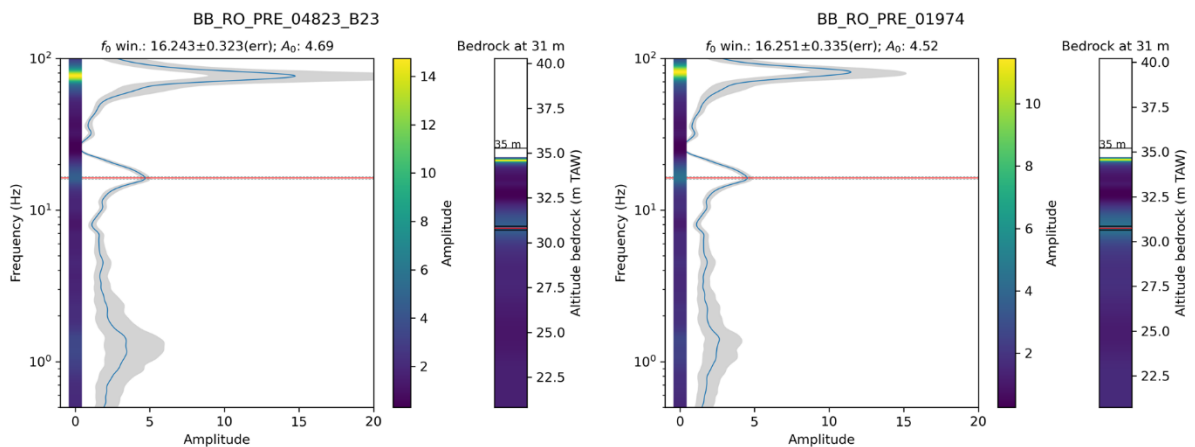 BB_RO_PRE_04823_B23
f₀ win.: 16.243±0.323(err); A₀: 4.69
Bedrock at 31 m
10²
10¹
10⁰
Frequency (Hz)
0 5 10 15 20
Amplitude
14
12
10
8
6
4
2
Amplitude
35 m
40.0
37.5
35.0
32.5
30.0
27.5
25.0
22.5
Altitude bedrock (m TAW)
BB_RO_PRE_01974
f₀ win.: 16.251±0.335(err); A₀: 4.52
Bedrock at 31 m
10²
10¹
10⁰
Frequency (Hz)
0 5 10 15 20
Amplitude
10
8
6
4
2
Amplitude
35 m
40.0
37.5
35.0
32.5
30.0
27.5
25.0
22.5
Altitude bedrock (m TAW)